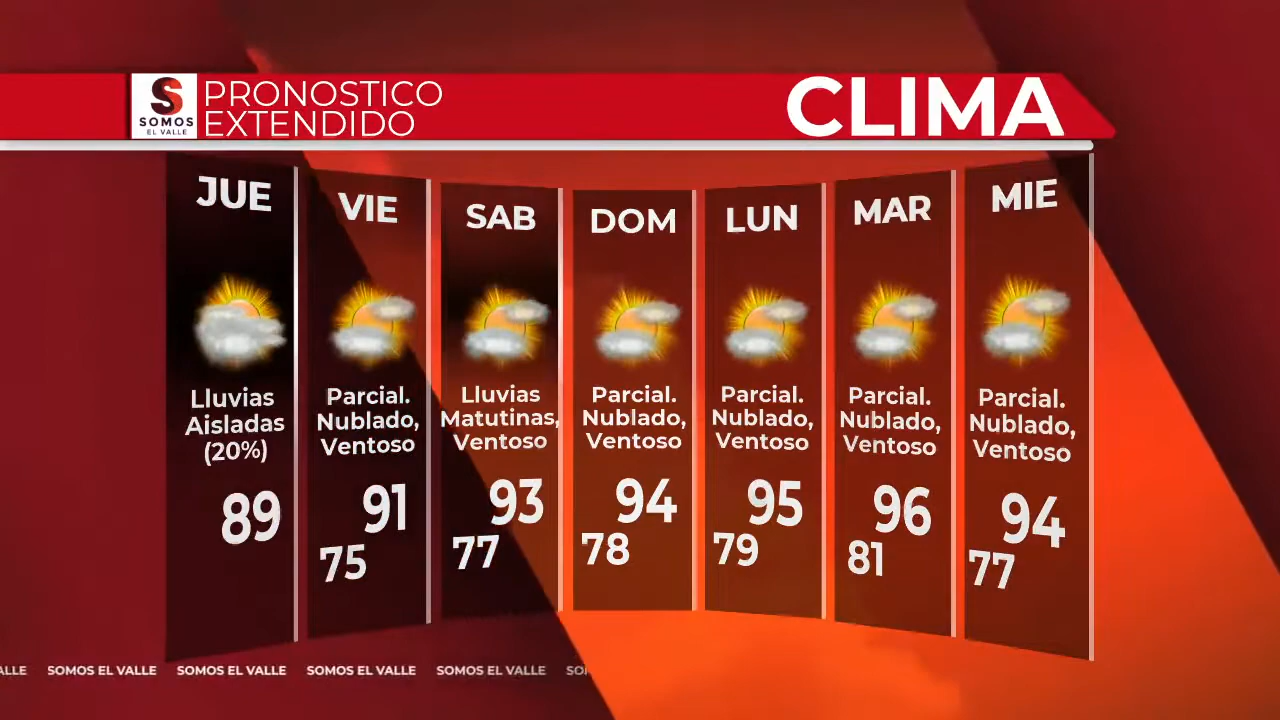 S
SOMOS
EL VALLE
PRONOSTICO
EXTENDIDO
CLIMA
JUE
Lluvias
Aisladas
(20%)
89
VIE
Parcial.
Nublado,
Ventoso
91
75
SAB
Lluvias
Matutinas,
Ventoso
93
77
DOM
Parcial.
Nublado,
Ventoso
94
78
LUN
Parcial.
Nublado,
Ventoso
95
79
MAR
Parcial.
Nublado,
Ventoso
96
81
MIE
Parcial.
Nublado,
Ventoso
94
77
ALLE SOMOS EL VALLE SOMOS EL VALLE SOMOS EL VALLE SOMOS EL VALLE SO